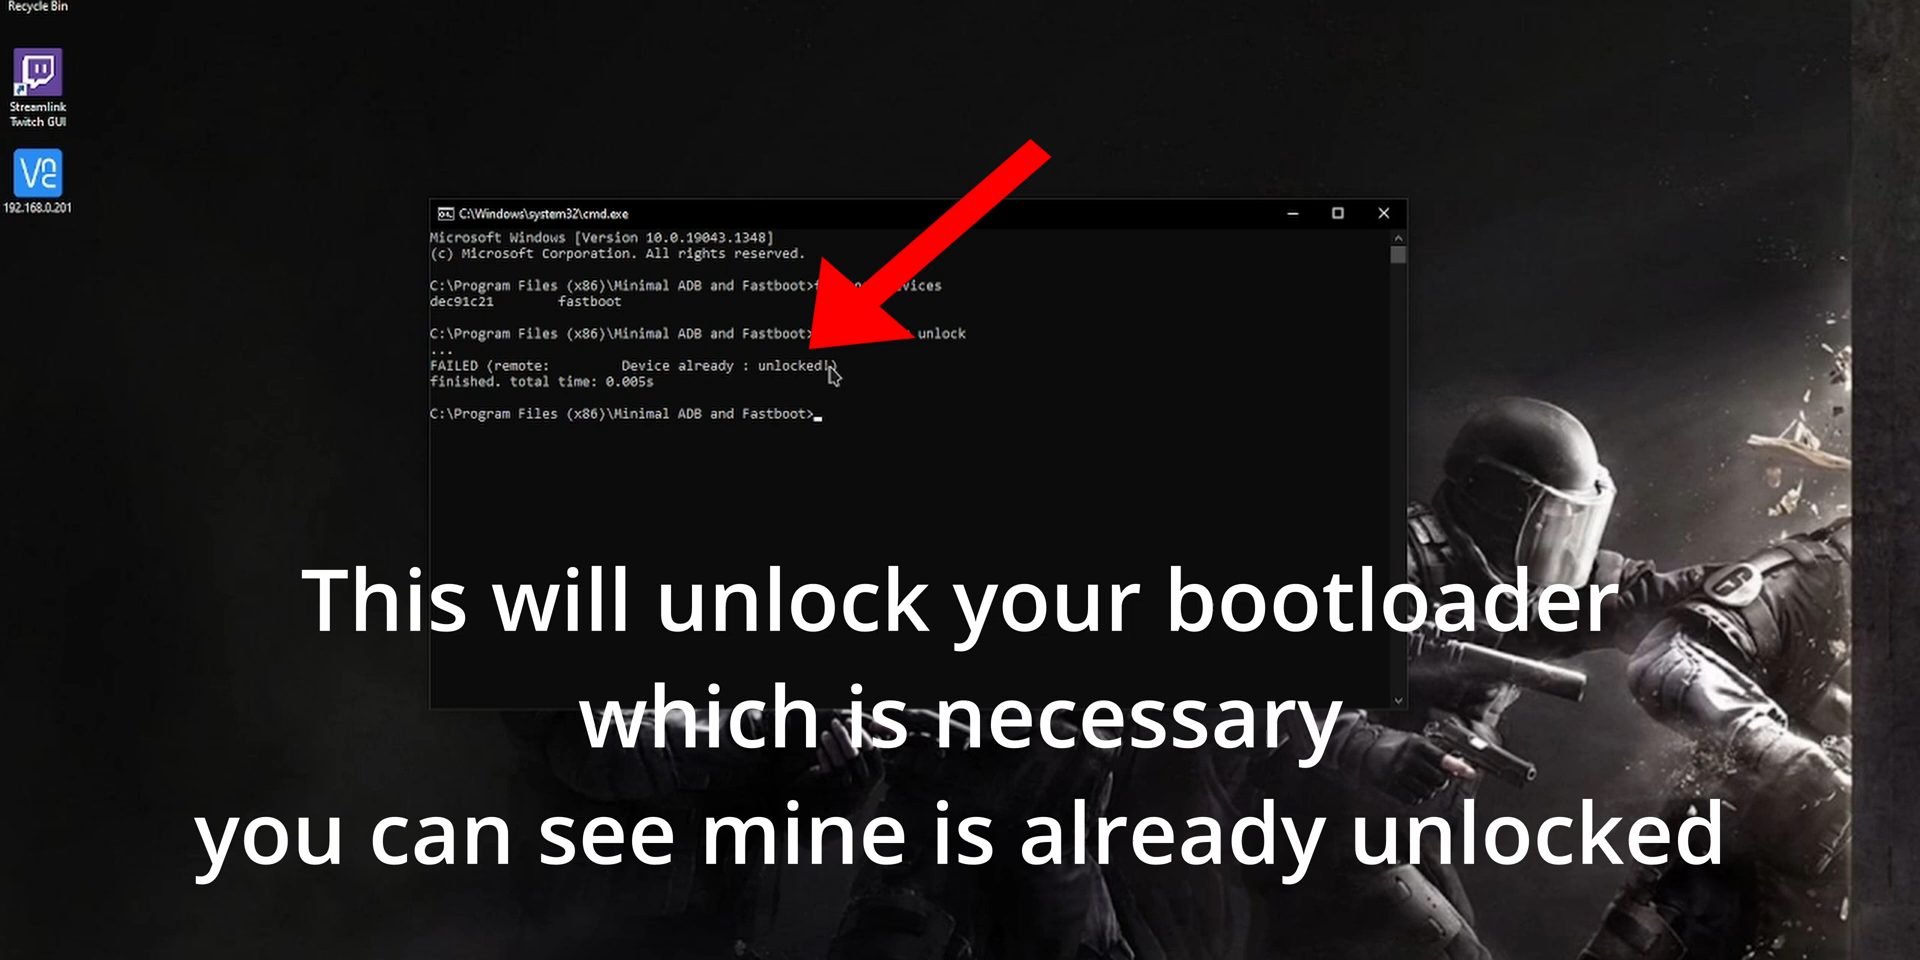 Recycle Bin
Streamlink
Twitch GUI
192.168.0.201
C:\Windows\system32\cmd.exe
Microsoft Windows [Version 10.0.19043.1348]
(c) Microsoft Corporation. All rights reserved.
C:\Program Files (x86)\Minimal ADB and Fastboot>
dec91c21 fastboot
C:\Program Files (x86)\Minimal ADB and Fastboot> unlock
...
FAILED (remote: Device already : unlocked!)
finished. total time: 0.005s
C:\Program Files (x86)\Minimal ADB and Fastboot>
This will unlock your bootloader
which is necessary
you can see mine is already unlocked